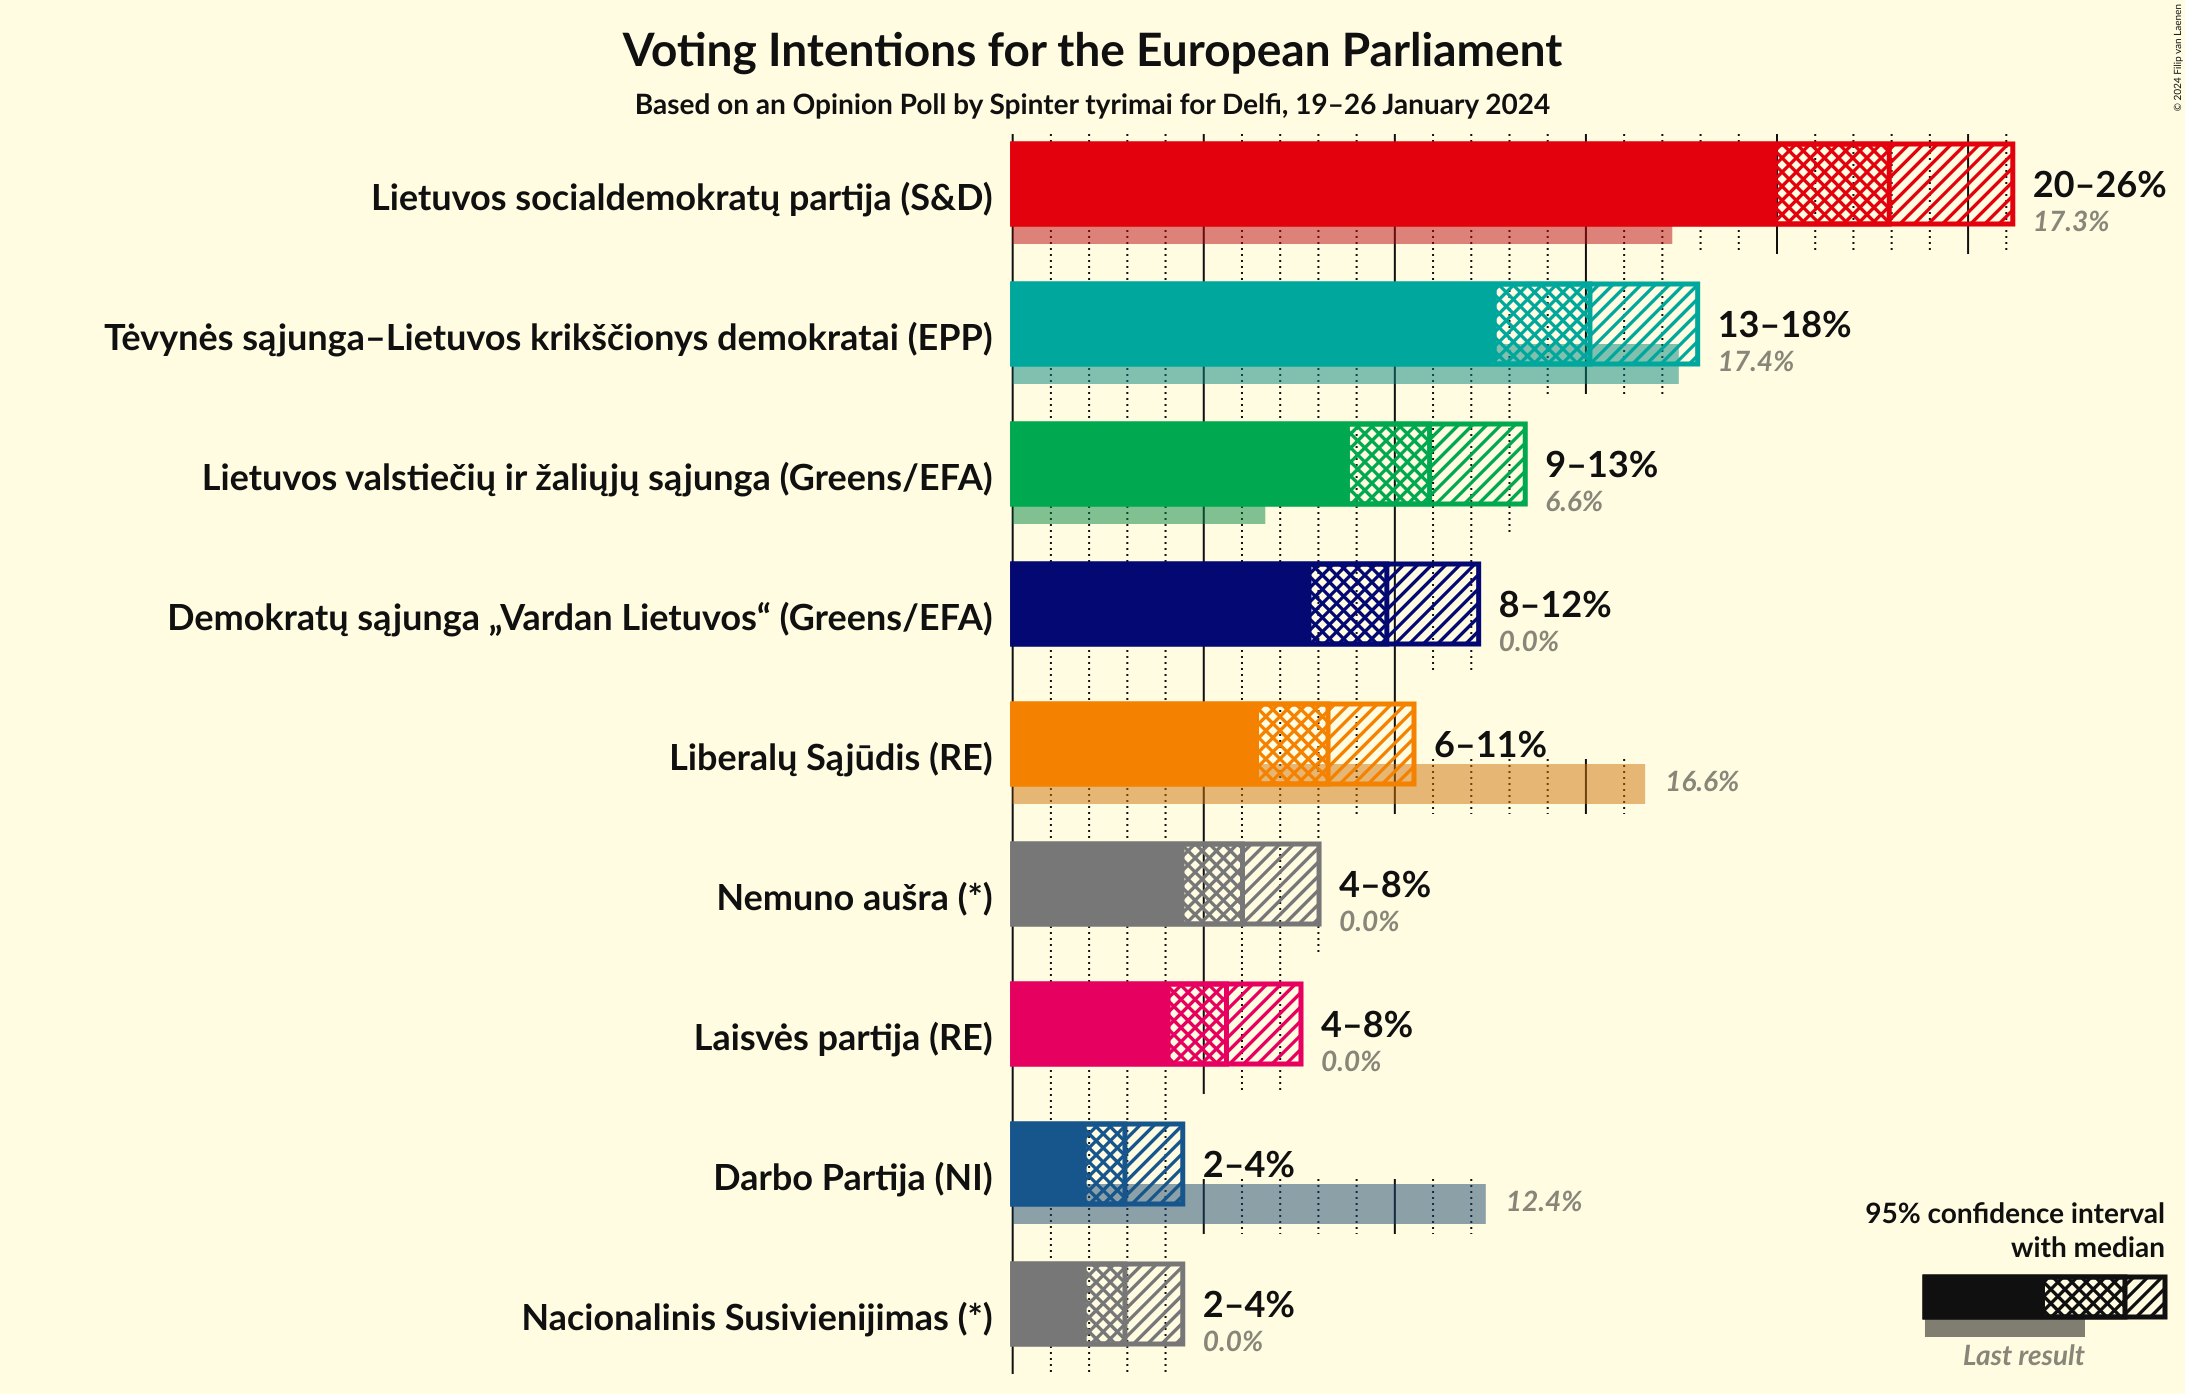 © 2024 Filip van Laenen
Voting Intentions for the European Parliament
Based on an Opinion Poll by Spinter tyrimai for Delfi, 19–26 January 2024
Lietuvos socialdemokratų partija (S&D)
20–26%
17.3%
Tėvynės sąjunga–Lietuvos krikščionys demokratai (EPP)
13–18%
17.4%
Lietuvos valstiečių ir žaliųjų sąjunga (Greens/EFA)
9–13%
6.6%
Demokratų sąjunga „Vardan Lietuvos“ (Greens/EFA)
8–12%
0.0%
Liberalų Sąjūdis (RE)
6–11%
16.6%
Nemuno aušra (*)
4–8%
0.0%
Laisvės partija (RE)
4–8%
0.0%
Darbo Partija (NI)
2–4%
12.4%
Nacionalinis Susivienijimas (*)
2–4%
0.0%
95% confidence interval
with median
Last result